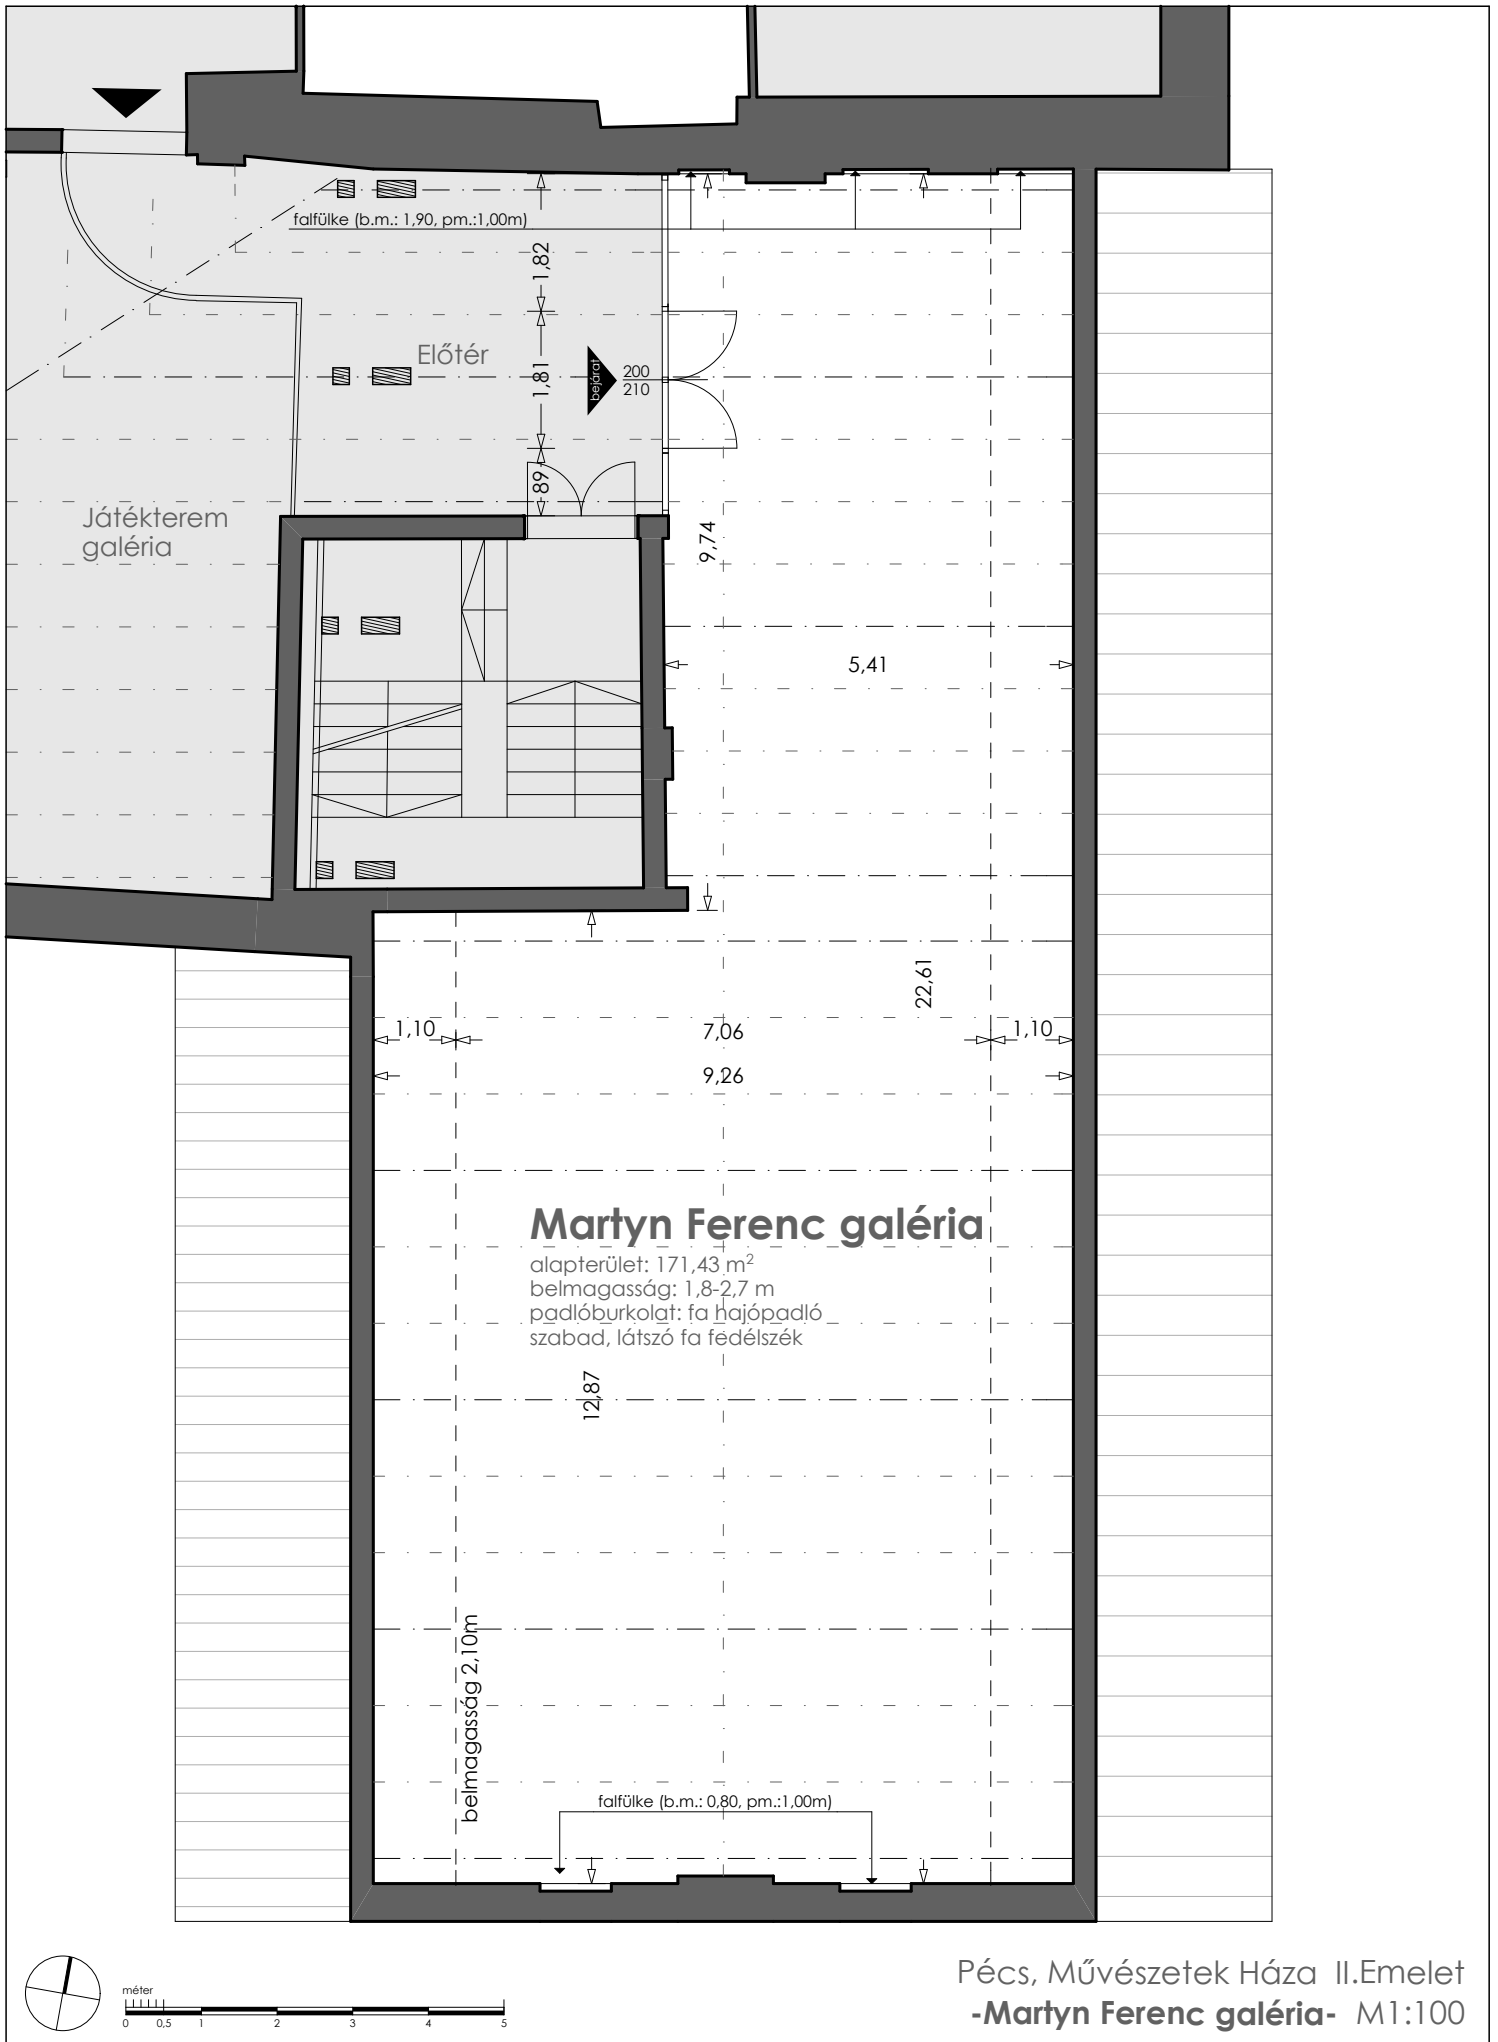 falfülke (b.m.: 1,90, pm.:1,00m)
1,82
Előtér
1,81
bejárat
200
210
89
Játékterem
galéria
9,74
5,41
22,61
1,10
7,06
1,10
9,26
Martyn Ferenc galéria
alapterület: 171,43 m²
belmagasság: 1,8-2,7 m
padlóburkolat: fa hajópadló
szabad, látszó fa fedélszék
12,87
belmagasság 2,10m
falfülke (b.m.: 0,80, pm.:1,00m)
méter
0 0,5 1 2 3 4 5
Pécs, Művészetek Háza II.Emelet
-Martyn Ferenc galéria- M1:100